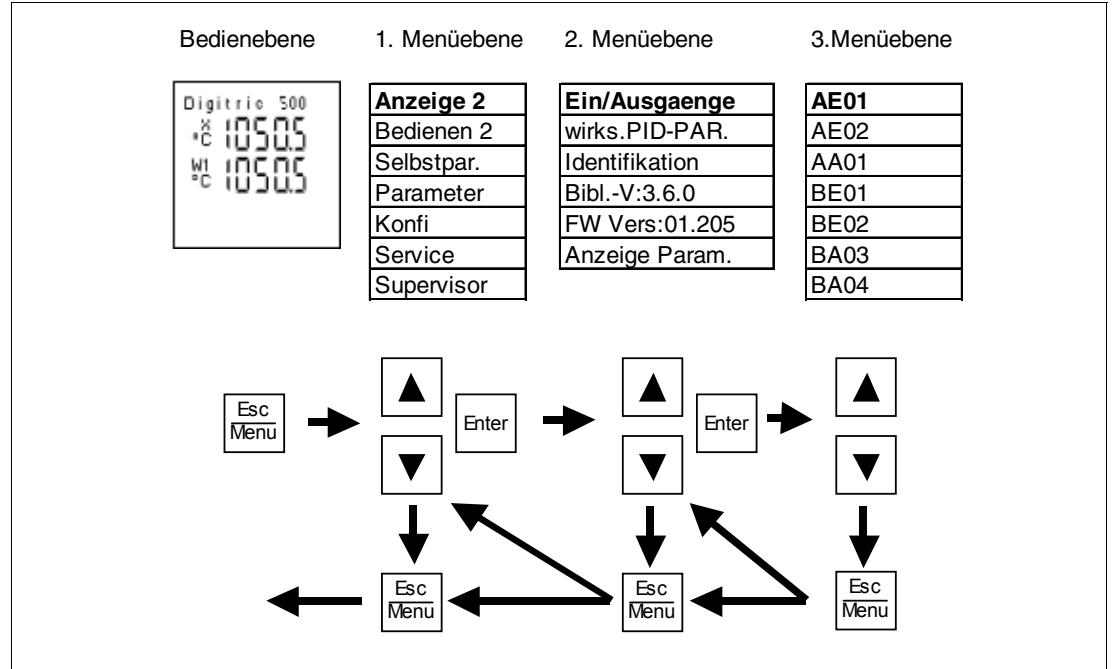 Bedienebene 1. Menüebene 2. Menüebene 3.Menüebene
Digitric 500
X
°C 1050.5
W1
°C 1050.5
Anzeige 2 Ein/Ausgaenge AE01
Bedienen 2 wirks.PID-PAR. AE02
Selbstpar. Identifikation AA01
Parameter Bibl.-V:3.6.0 BE01
Konfi FW Vers:01.205 BE02
Service Anzeige Param. BA03
Supervisor BA04
Esc
Menu
Enter
Enter
Esc
Menu
Esc
Menu
Esc
Menu